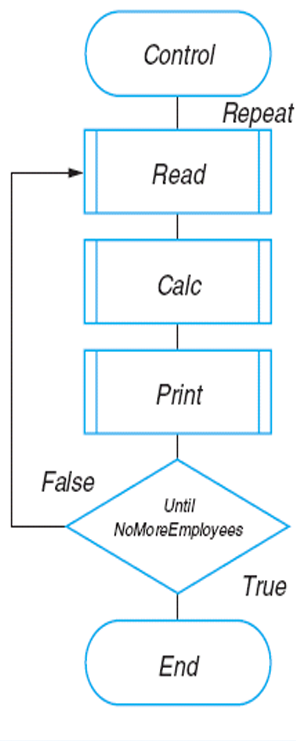 Control
Repeat
Read
Calc
Print
False
Until
NoMoreEmployees
True
End